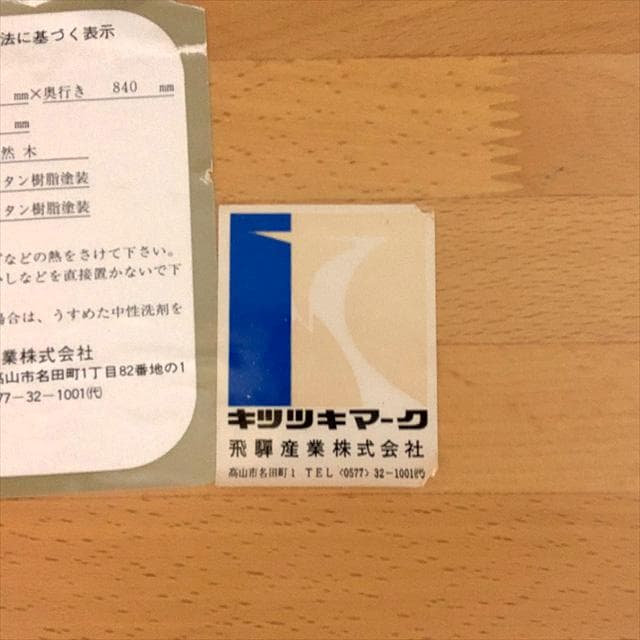 法に基づく表示
mm×奥行き 840 mm
mm
然木
タン樹脂塗装
タン樹脂塗装
などの熱をさけて下さい。
しなどを直接置かないで下
場合は、うすめた中性洗剤を
業株式会社
高山市名田町1丁目82番地の1
77-32-1001㈹
キツツキマーク
飛騨産業株式会社
高山市名田町1 TEL〈0577〉32-1001㈹